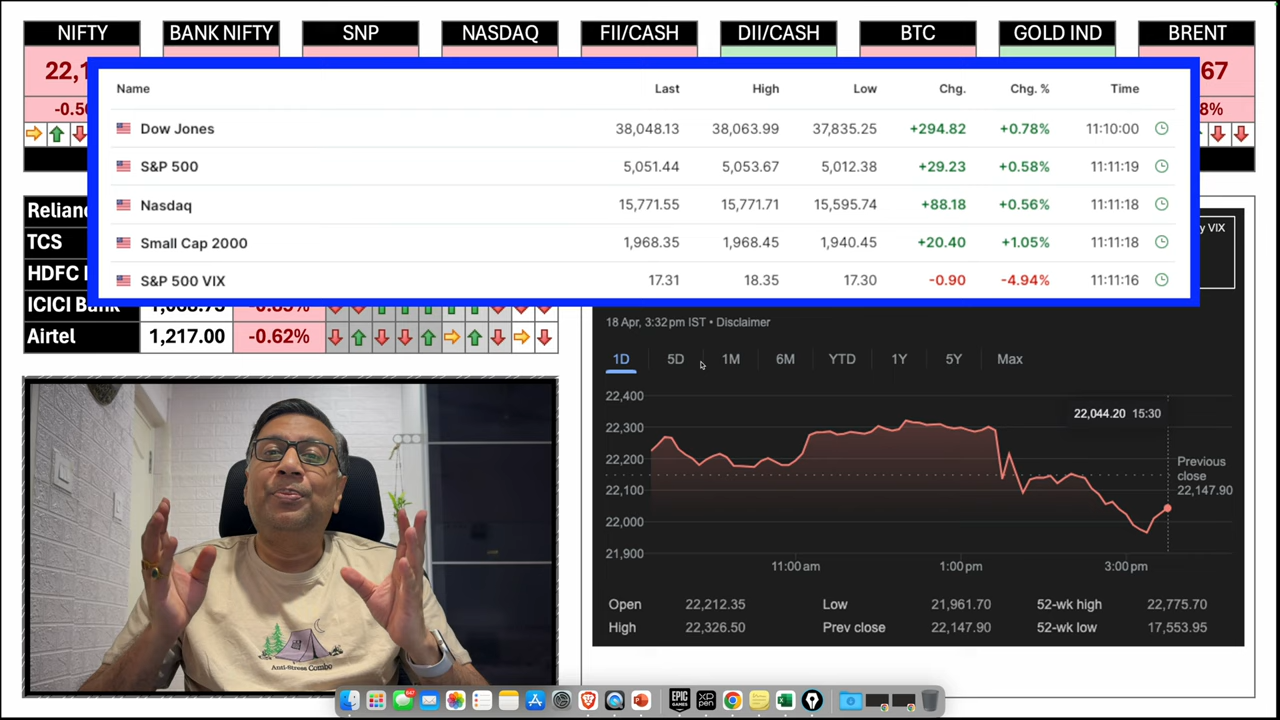 NIFTY BANK NIFTY SNP NASDAQ FII/CASH DII/CASH BTC GOLD IND BRENT
Name Last High Low Chg. Chg. % Time
Dow Jones 38,048.13 38,063.99 37,835.25 +294.82 +0.78% 11:10:00
S&P 500 5,051.44 5,053.67 5,012.38 +29.23 +0.58% 11:11:19
Nasdaq 15,771.55 15,771.71 15,595.74 +88.18 +0.56% 11:11:18
Small Cap 2000 1,968.35 1,968.45 1,940.45 +20.40 +1.05% 11:11:18
S&P 500 VIX 17.31 18.35 17.30 -0.90 -4.94% 11:11:16
TCS
ICICI Bank
Airtel 1,217.00 -0.62%
VIX
18 Apr, 3:32 pm IST • Disclaimer
1D 5D 1M 6M YTD 1Y 5Y Max
22,400
22,300
22,200
22,100
22,000
21,900
22,044.20 15:30
Previous
close
22,147.90
11:00 am 1:00 pm 3:00 pm
Open 22,212.35 Low 21,961.70 52-wk high 22,775.70
High 22,326.50 Prev close 22,147.90 52-wk low 17,553.95
Anti-Stress Combo
647
EPIC
GAMES
XP
PEN